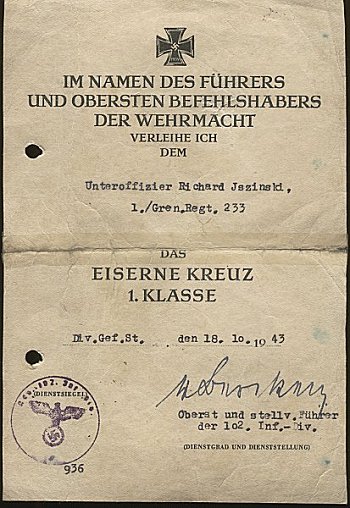 IM NAMEN DES FÜHRERS
UND OBERSTEN BEFEHLSHABERS
DER WEHRMACHT
VERLEIHE ICH
DEM
Unteroffizier Richard Jszinski,
1./Gren.Regt. 233
DAS
EISERNE KREUZ
1. KLASSE
Div.Gef.St. den 18.10.1943
Oberst und stellv. Führer
der 102. Inf.-Div.
(DIENSTSIEGEL)
(DIENSTGRAD UND DIENSTSTELLUNG)
936